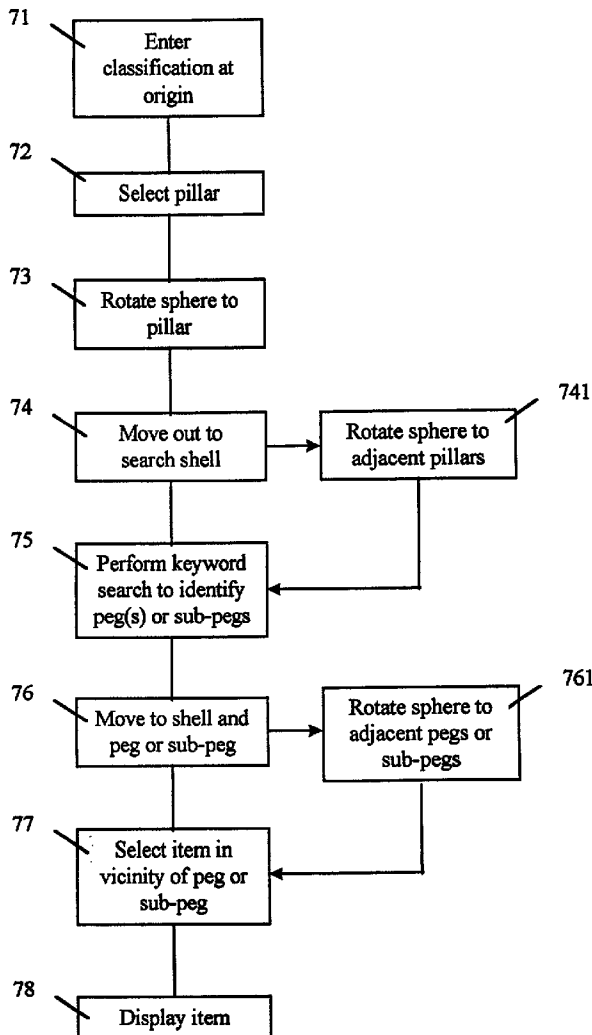 71
Enter
classification at
origin
72
Select pillar
73
Rotate sphere to
pillar
74
Move out to
search shell
741
Rotate sphere to
adjacent pillars
75
Perform keyword
search to identify
peg(s) or sub-pegs
76
Move to shell and
peg or sub-peg
761
Rotate sphere to
adjacent pegs or
sub-pegs
77
Select item in
vicinity of peg or
sub-peg
78
Display item